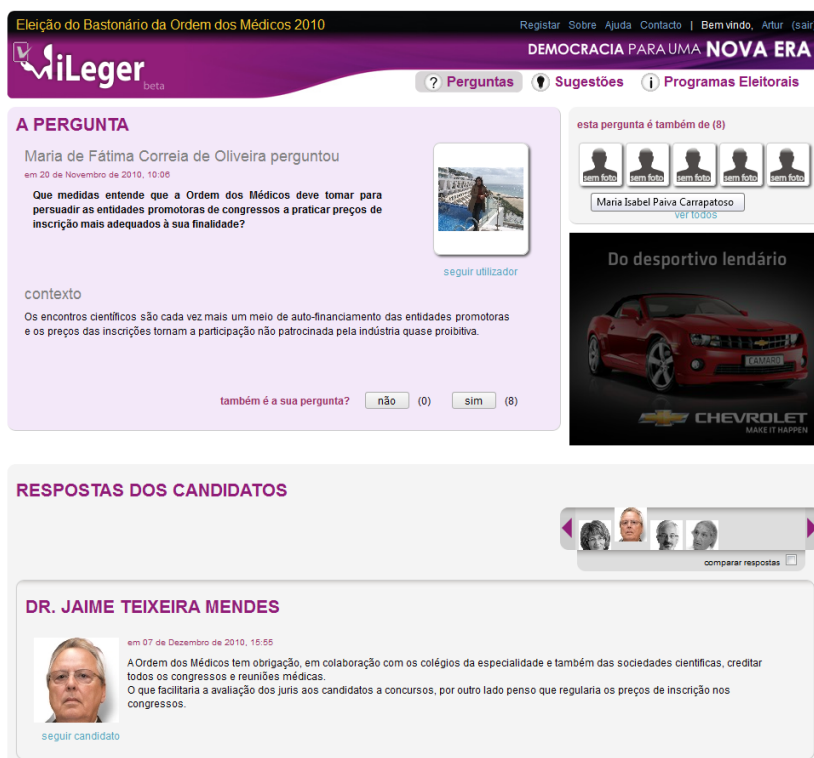 Eleição do Bastonário da Ordem dos Médicos 2010
Registar Sobre Ajuda Contacto | Bem vindo, Artur (sair)
iLeger
beta
DEMOCRACIA PARA UMA NOVA ERA
? Perguntas
Sugestões
i Programas Eleitorais
A PERGUNTA
Maria de Fátima Correia de Oliveira perguntou
em 20 de Novembro de 2010, 10:06
Que medidas entende que a Ordem dos Médicos deve tomar para
persuadir as entidades promotoras de congressos a praticar preços de
inscrição mais adequados à sua finalidade?
seguir utilizador
contexto
Os encontros científicos são cada vez mais um meio de auto-financiamento das entidades promotoras
e os preços das inscrições tornam a participação não patrocinada pela indústria quase proibitiva.
também é a sua pergunta? não (0) sim (8)
esta pergunta é também de (8)
sem foto sem foto sem foto sem foto sem foto
Maria Isabel Paiva Carrapatoso
ver todos
Do desportivo lendário
CAMARO
CHEVROLET
MAKE IT HAPPEN
RESPOSTAS DOS CANDIDATOS
comparar respostas
DR. JAIME TEIXEIRA MENDES
em 07 de Dezembro de 2010, 15:55
A Ordem dos Médicos tem obrigação, em colaboração com os colégios da especialidade e também das sociedades cientificas, creditar
todos os congressos e reuniões médicas.
O que facilitaria a avaliação dos juris aos candidatos a concursos, por outro lado penso que regularia os preços de inscrição nos
congressos.
seguir candidato